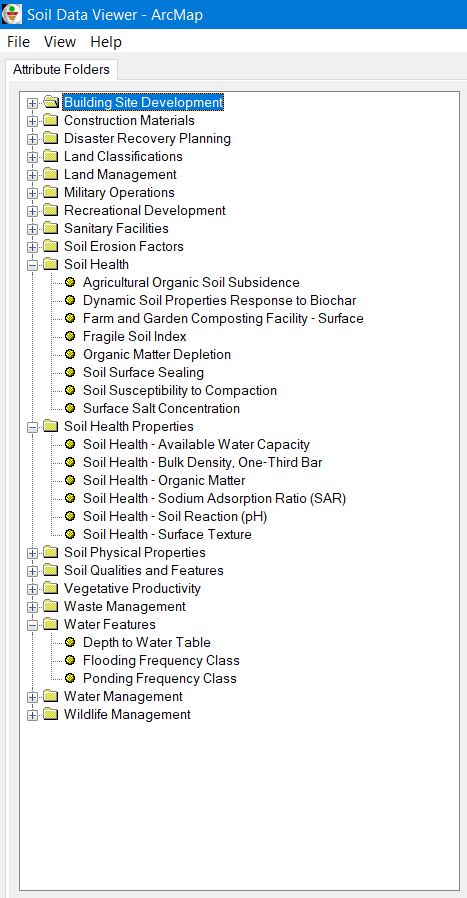 Soil Data Viewer - ArcMap
File View Help
Attribute Folders
Building Site Development
Construction Materials
Disaster Recovery Planning
Land Classifications
Land Management
Military Operations
Recreational Development
Sanitary Facilities
Soil Erosion Factors
Soil Health
Agricultural Organic Soil Subsidence
Dynamic Soil Properties Response to Biochar
Farm and Garden Composting Facility - Surface
Fragile Soil Index
Organic Matter Depletion
Soil Surface Sealing
Soil Susceptibility to Compaction
Surface Salt Concentration
Soil Health Properties
Soil Health - Available Water Capacity
Soil Health - Bulk Density, One-Third Bar
Soil Health - Organic Matter
Soil Health - Sodium Adsorption Ratio (SAR)
Soil Health - Soil Reaction (pH)
Soil Health - Surface Texture
Soil Physical Properties
Soil Qualities and Features
Vegetative Productivity
Waste Management
Water Features
Depth to Water Table
Flooding Frequency Class
Ponding Frequency Class
Water Management
Wildlife Management